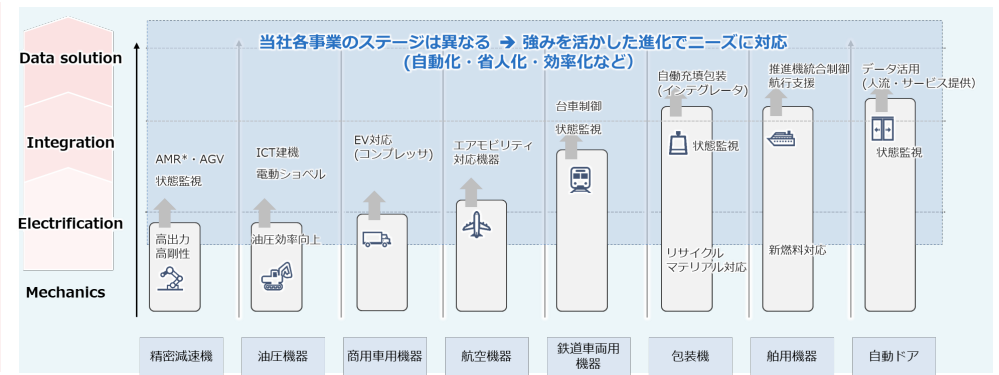 当社各事業のステージは異なる → 強みを活かした進化でニーズに対応
(自動化・省人化・効率化など)
Data solution
Integration
Electrification
Mechanics
AMR*・AGV
状態監視
高出力
高剛性
精密減速機
ICT建機
電動ショベル
油圧効率向上
油圧機器
EV対応
(コンプレッサ)
商用車用機器
エアモビリティ
対応機器
航空機器
台車制御
状態監視
鉄道車両用
機器
自働充填包装
(インテグレータ)
状態監視
リサイクル
マテリアル対応
包装機
推進機統合制御
航行支援
新燃料対応
舶用機器
データ活用
(人流・サービス提供)
状態監視
自動ドア